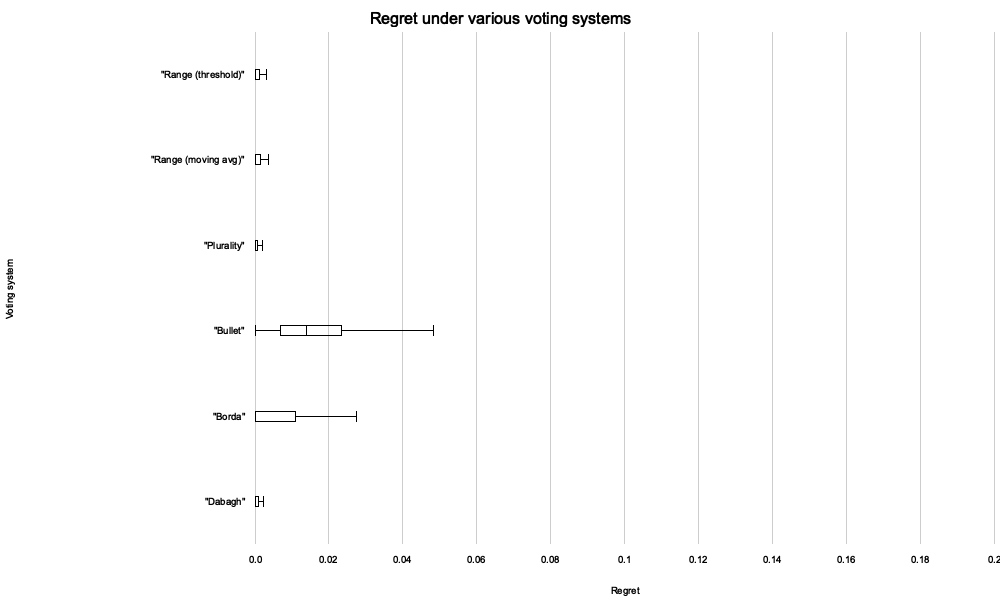 Regret under various voting systems
"Range (threshold)"
"Range (moving avg)"
"Plurality"
Voting system
"Bullet"
"Borda"
"Dabagh"
0.0 0.02 0.04 0.06 0.08 0.1 0.12 0.14 0.16 0.18 0.2
Regret